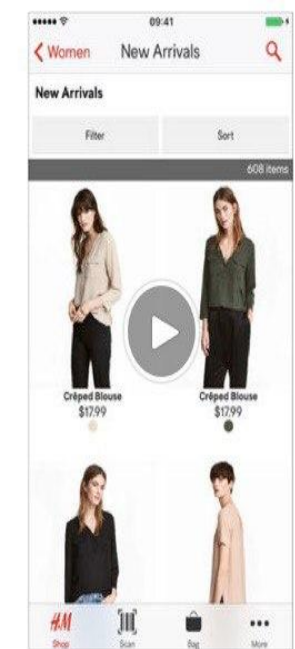 09:41
Women New Arrivals
New Arrivals
Filter Sort
608 items
Crêped Blouse Crêped Blouse
$17.99 $17.99
H&M
Shop Scan Bag More